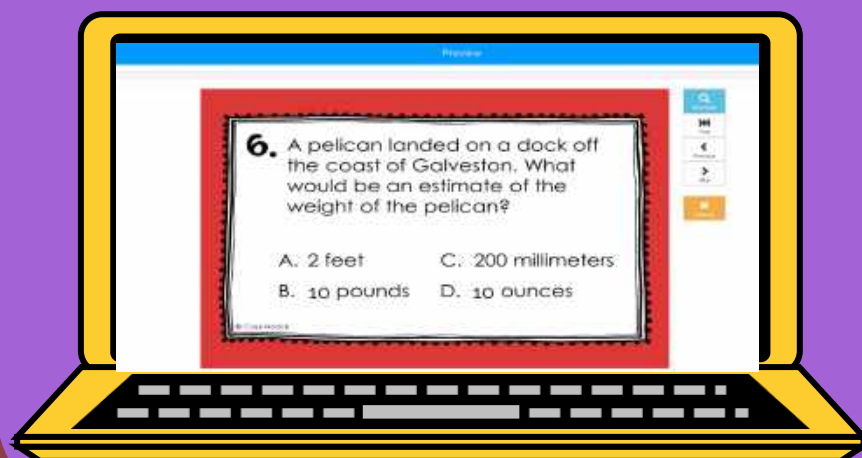 Preview
6. A pelican landed on a dock off
the coast of Galveston. What
would be an estimate of the
weight of the pelican?
A. 2 feet
C. 200 millimeters
B. 10 pounds
D. 10 ounces